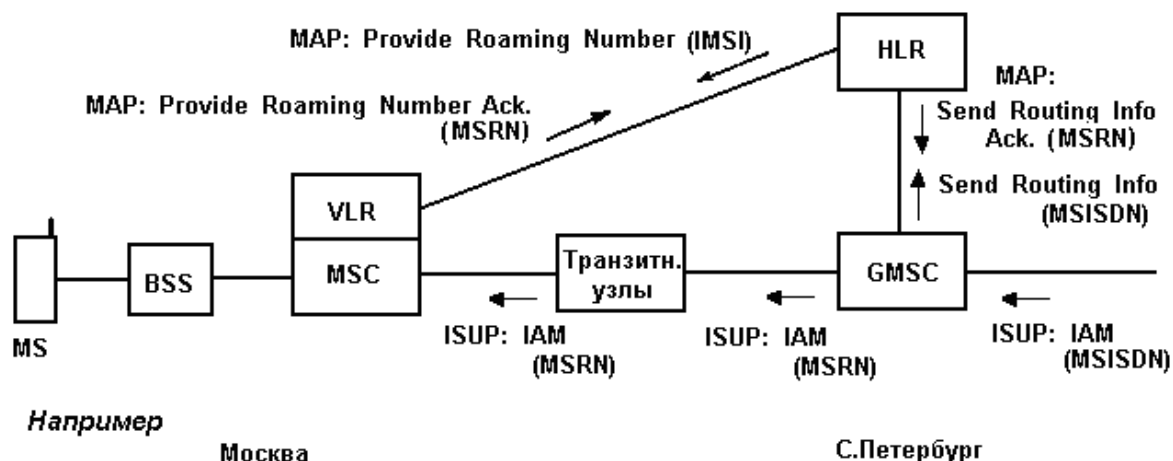 MAP: Provide Roaming Number (IMSI)
HLR
MAP:
MAP: Provide Roaming Number Ack.
(MSRN)
Send Routing Info
Ack. (MSRN)
Send Routing Info
(MSISDN)
VLR
MSC
BSS
MS
Транзитн.
узлы
GMSC
ISUP: IAM
(MSRN)
ISUP: IAM
(MSRN)
ISUP: IAM
(MSISDN)
Например
Москва
С.Петербург